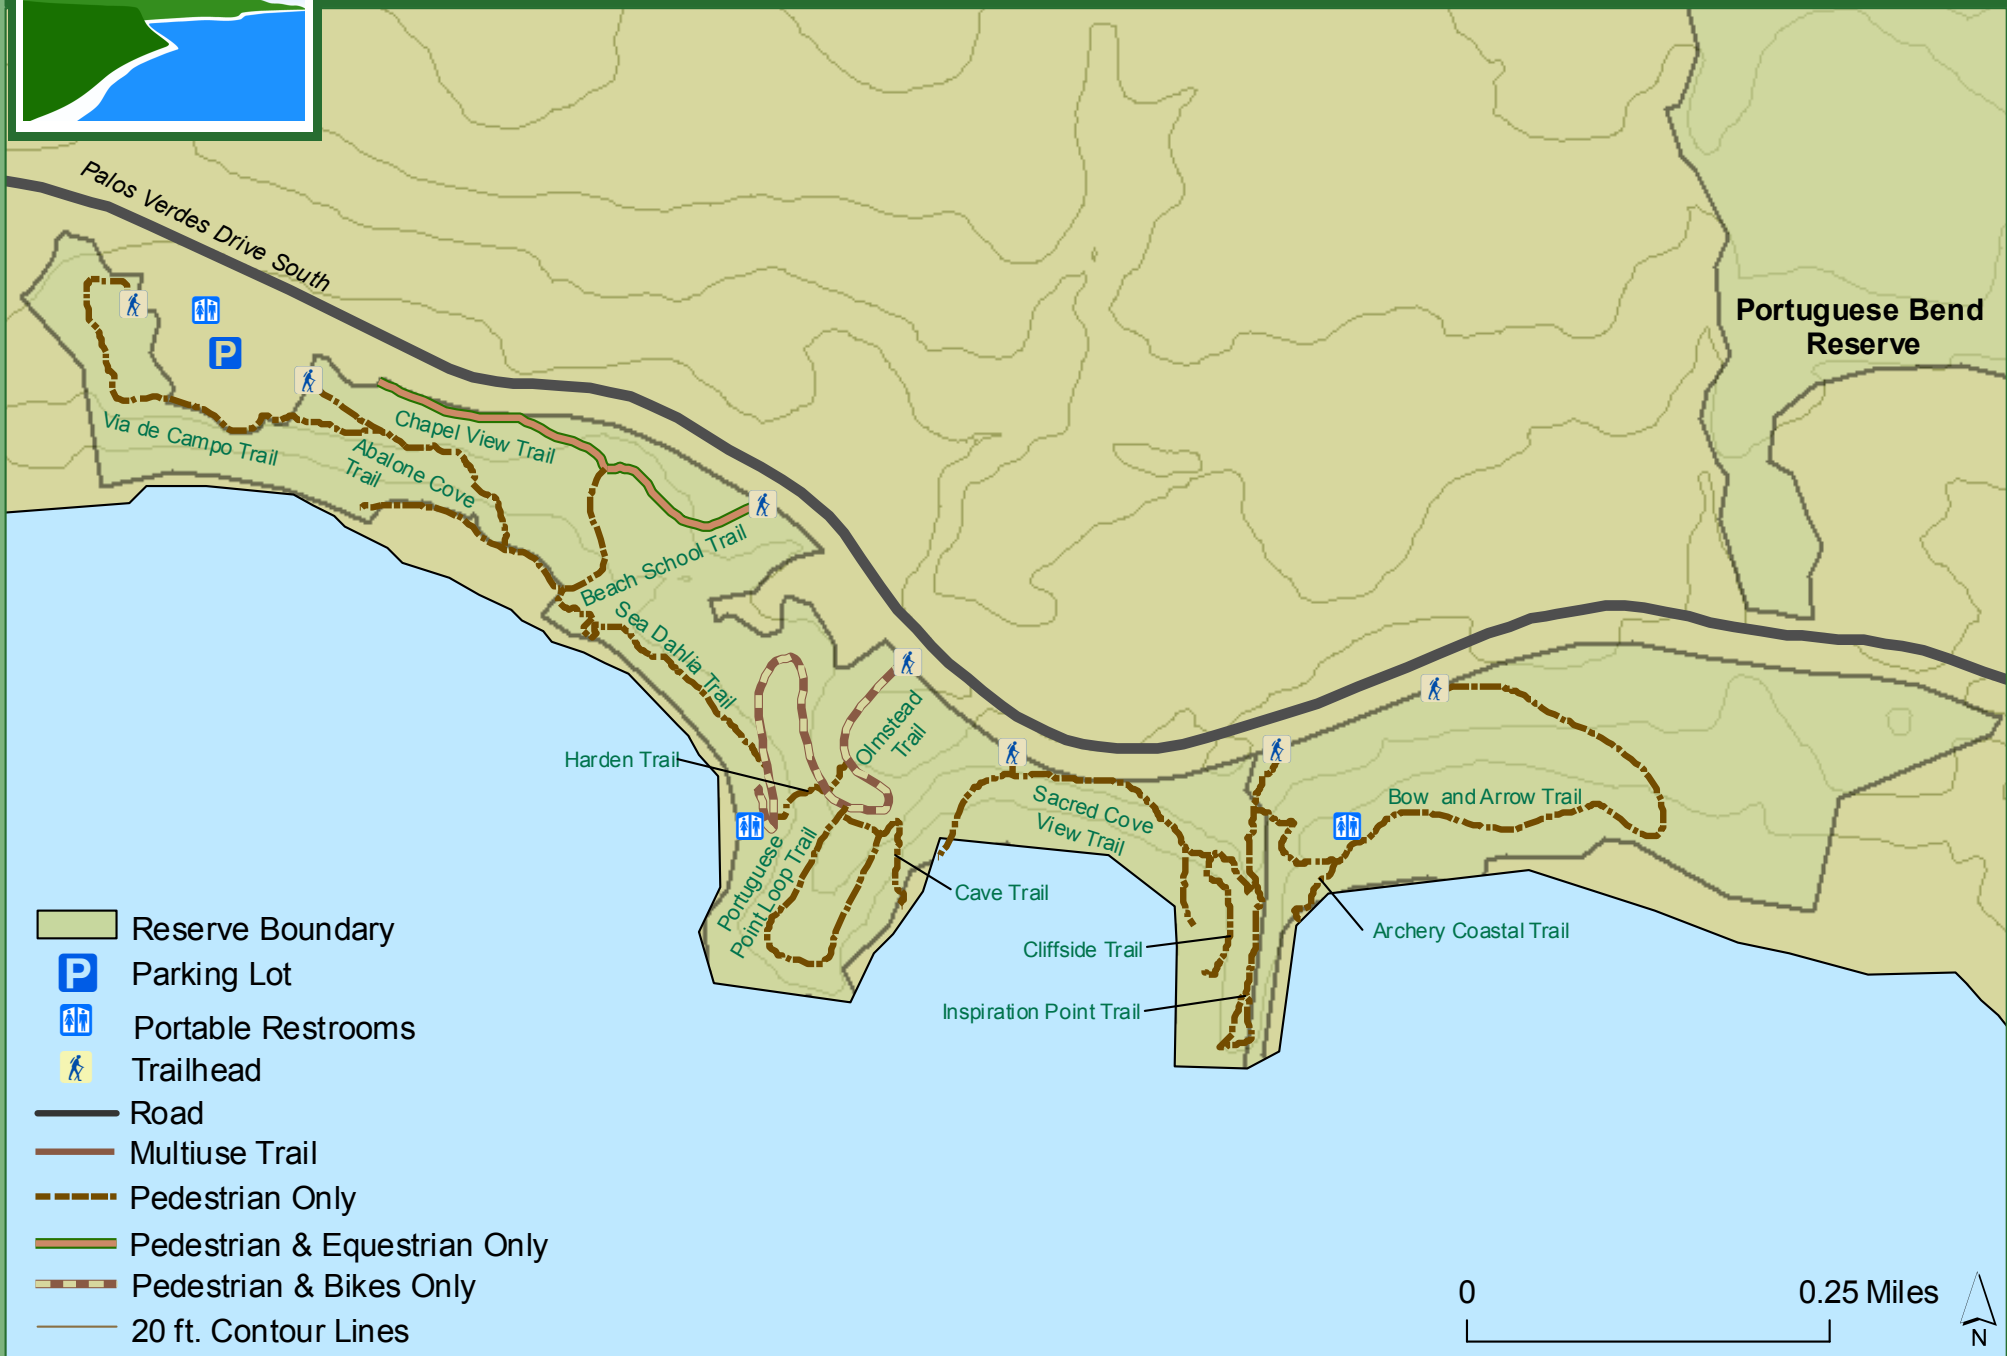 Palos Verdes Drive South
Portuguese Bend
Reserve
P
Via de Campo Trail
Abalone Cove
Trail
Chapel View Trail
Beach School Trail
Sea Dahlia Trail
Harden Trail
Olmstead
Trail
Portuguese
Point Loop Trail
Cave Trail
Sacred Cove
View Trail
Cliffside Trail
Inspiration Point Trail
Bow and Arrow Trail
Archery Coastal Trail
Reserve Boundary
P
Parking Lot
Portable Restrooms
Trailhead
Road
Multiuse Trail
Pedestrian Only
Pedestrian & Equestrian Only
Pedestrian & Bikes Only
20 ft. Contour Lines
0
0.25 Miles
N